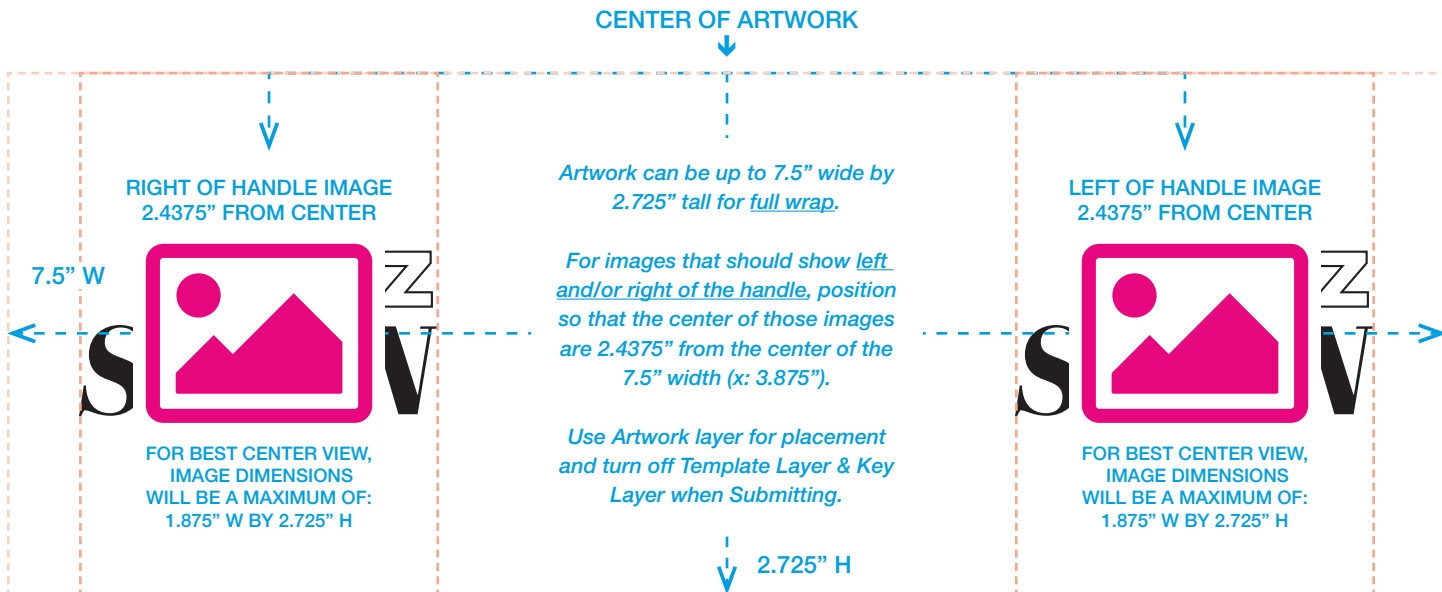 CENTER OF ARTWORK
RIGHT OF HANDLE IMAGE
2.4375” FROM CENTER
7.5” W
Z
S
FOR BEST CENTER VIEW,
IMAGE DIMENSIONS
WILL BE A MAXIMUM OF:
1.875” W BY 2.725” H
Artwork can be up to 7.5” wide by
2.725” tall for full wrap.
For images that should show left
and/or right of the handle, position
so that the center of those images
are 2.4375” from the center of the
7.5” width (x: 3.875”).
Use Artwork layer for placement
and turn off Template Layer & Key
Layer when Submitting.
2.725” H
LEFT OF HANDLE IMAGE
2.4375” FROM CENTER
Z
S
FOR BEST CENTER VIEW,
IMAGE DIMENSIONS
WILL BE A MAXIMUM OF:
1.875” W BY 2.725” H